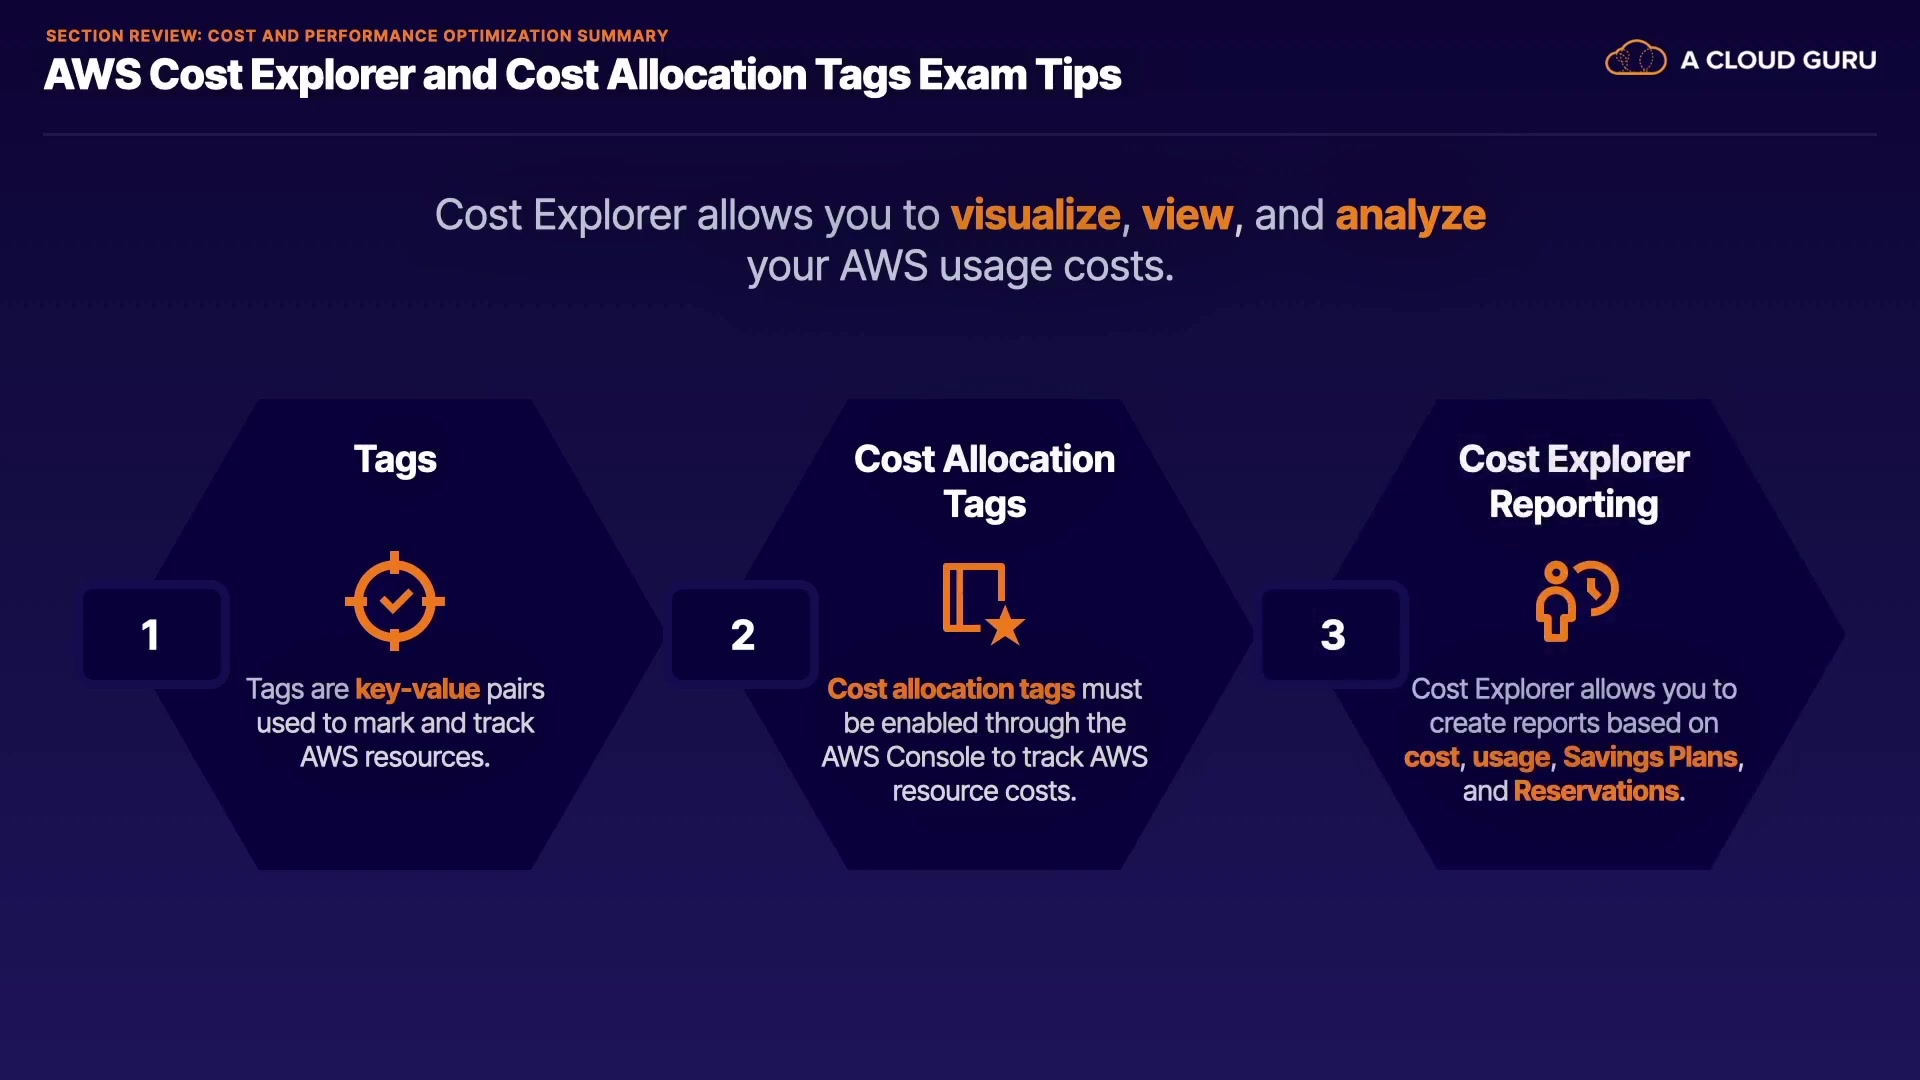 SECTION REVIEW: COST AND PERFORMANCE OPTIMIZATION SUMMARY
AWS Cost Explorer and Cost Allocation Tags Exam Tips
A CLOUD GURU
Cost Explorer allows you to visualize, view, and analyze
your AWS usage costs.
1
Tags
Tags are key-value pairs
used to mark and track
AWS resources.
2
Cost Allocation
Tags
Cost allocation tags must
be enabled through the
AWS Console to track AWS
resource costs.
3
Cost Explorer
Reporting
Cost Explorer allows you to
create reports based on
cost, usage, Savings Plans,
and Reservations.